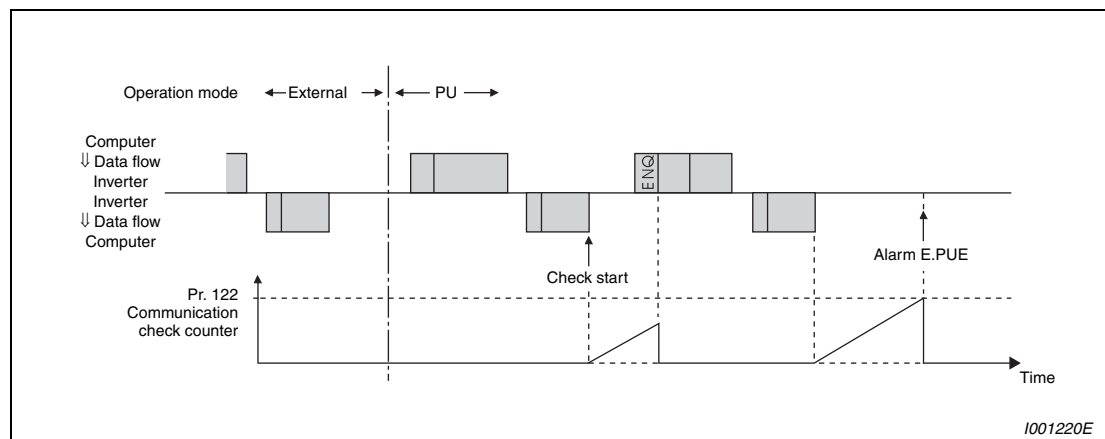 Operation mode
External
PU
Computer
⇓ Data flow
Inverter
Inverter
⇓ Data flow
Computer
ENQ
Check start
Alarm E.PUE
Pr. 122
Communication
check counter
Time
I001220E